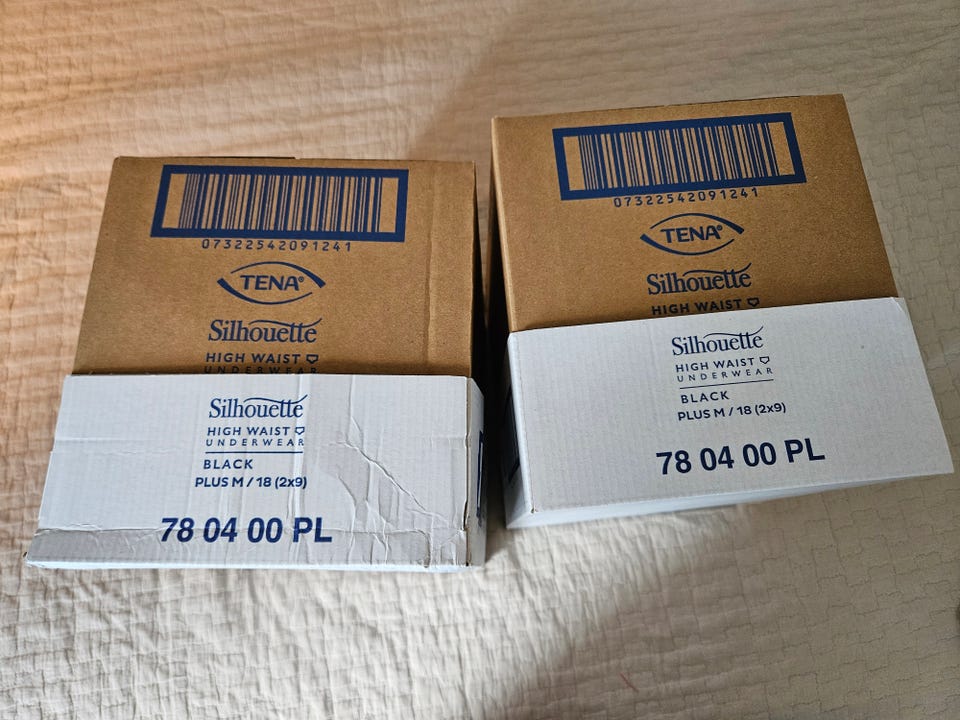 07322542091241
TENA®
Silhouette
HIGH WAIST
UNDERWEAR
Silhouette
HIGH WAIST
UNDERWEAR
BLACK
PLUS M / 18 (2x9)
78 04 00 PL
07322542091241
TENA®
Silhouette
HIGH WAIST
Silhouette
HIGH WAIST
UNDERWEAR
BLACK
PLUS M / 18 (2x9)
78 04 00 PL